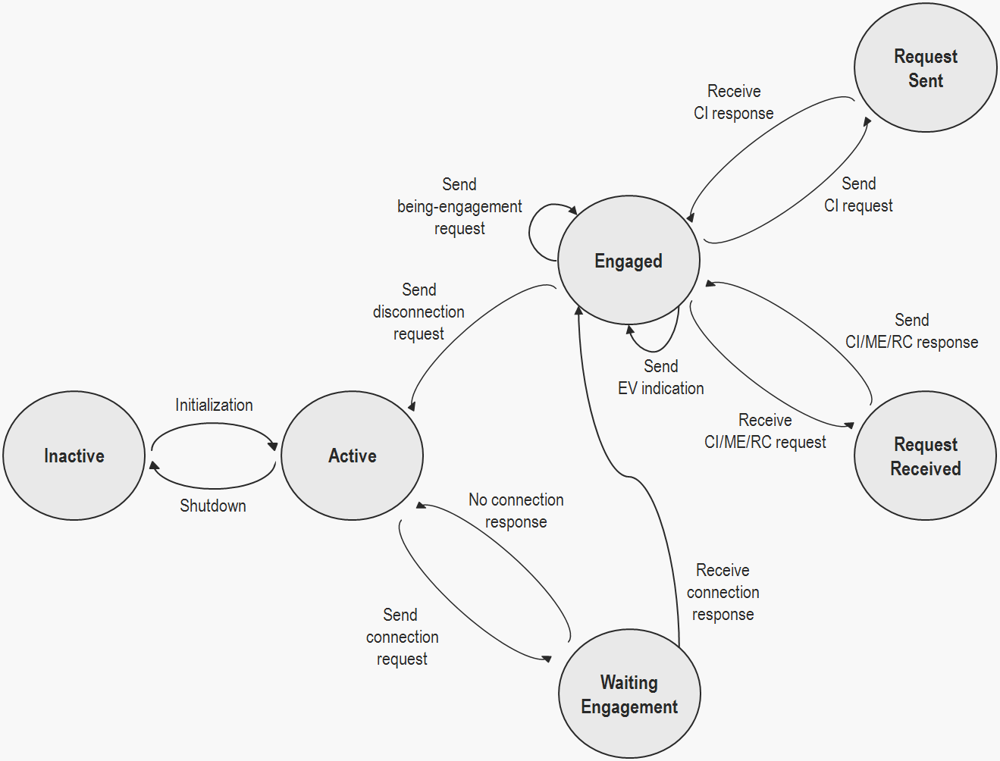 Request
Sent
Receive
CI response
Send
CI request
Send
being-engagement
request
Engaged
Send
disconnection
request
Send
CI/ME/RC response
Send
EV indication
Receive
CI/ME/RC request
Initialization
Inactive
Active
Request
Received
Shutdown
No connection
response
Receive
connection
response
Send
connection
request
Waiting
Engagement